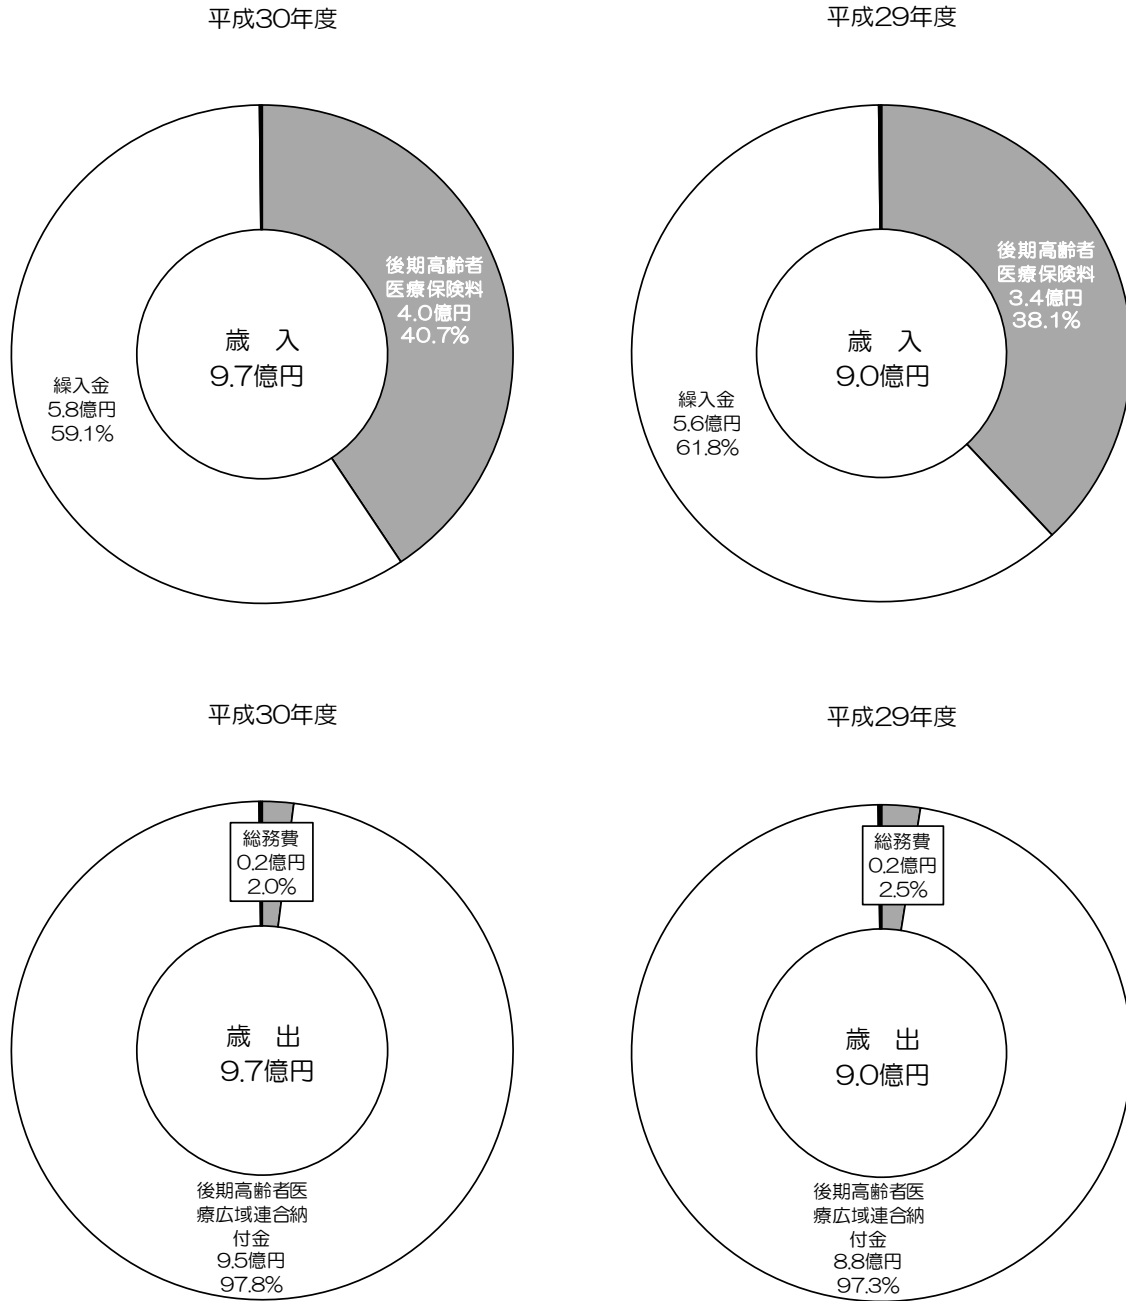 平成30年度
後期高齢者
医療保険料
4.0億円
40.7%
歳 入
9.7億円
繰入金
5.8億円
59.1%
平成29年度
後期高齢者
医療保険料
3.4億円
38.1%
歳 入
9.0億円
繰入金
5.6億円
61.8%
平成30年度
総務費
0.2億円
2.0%
歳 出
9.7億円
後期高齢者医
療広域連合納
付金
9.5億円
97.8%
平成29年度
総務費
0.2億円
2.5%
歳 出
9.0億円
後期高齢者医
療広域連合納
付金
8.8億円
97.3%